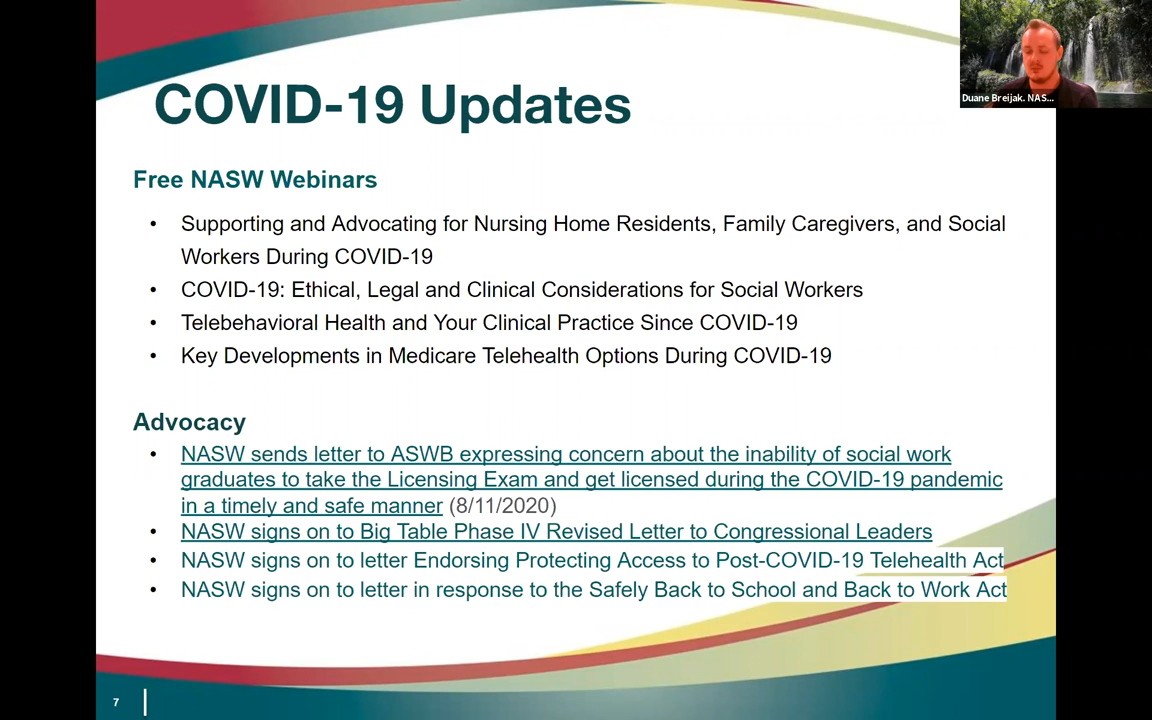 COVID-19 Updates
Duane Breijak. NAS...
Free NASW Webinars
• Supporting and Advocating for Nursing Home Residents, Family Caregivers, and Social
Workers During COVID-19
• COVID-19: Ethical, Legal and Clinical Considerations for Social Workers
• Telebehavioral Health and Your Clinical Practice Since COVID-19
• Key Developments in Medicare Telehealth Options During COVID-19
Advocacy
• NASW sends letter to ASWB expressing concern about the inability of social work
graduates to take the Licensing Exam and get licensed during the COVID-19 pandemic
in a timely and safe manner (8/11/2020)
• NASW signs on to Big Table Phase IV Revised Letter to Congressional Leaders
• NASW signs on to letter Endorsing Protecting Access to Post-COVID-19 Telehealth Act
• NASW signs on to letter in response to the Safely Back to School and Back to Work Act
7